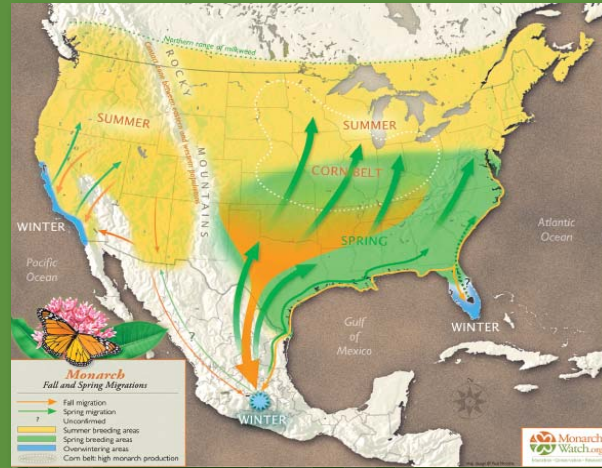 Northern range of milkweed
ROCKY
MOUNTAINS
SUMMER
SUMMER
CORN BELT
SPRING
WINTER
Pacific
Ocean
Atlantic
Ocean
Gulf
of
Mexico
WINTER
WINTER
Monarch
Fall and Spring Migrations
Fall migration
Spring migration
? Unconfirmed
Summer breeding areas
Spring breeding areas
Overwintering areas
Corn belt: high monarch production
Monarch
Watch.org